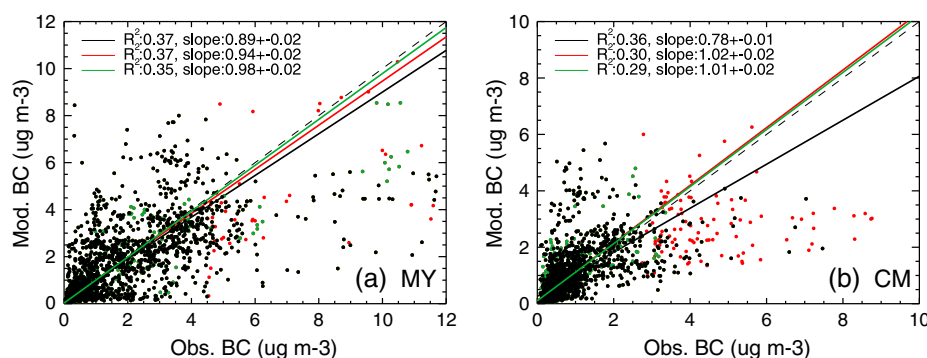 12
10
8
6
4
2
0
Mod. BC (ug m-3)
R²:0.37, slope:0.89+-0.02
R²:0.37, slope:0.94+-0.02
R²:0.35, slope:0.98+-0.02
(a) MY
0 2 4 6 8 10 12
Obs. BC (ug m-3)
10
8
6
4
2
0
Mod. BC (ug m-3)
R²:0.36, slope:0.78+-0.01
R²:0.30, slope:1.02+-0.02
R²:0.29, slope:1.01+-0.02
(b) CM
0 2 4 6 8 10
Obs. BC (ug m-3)